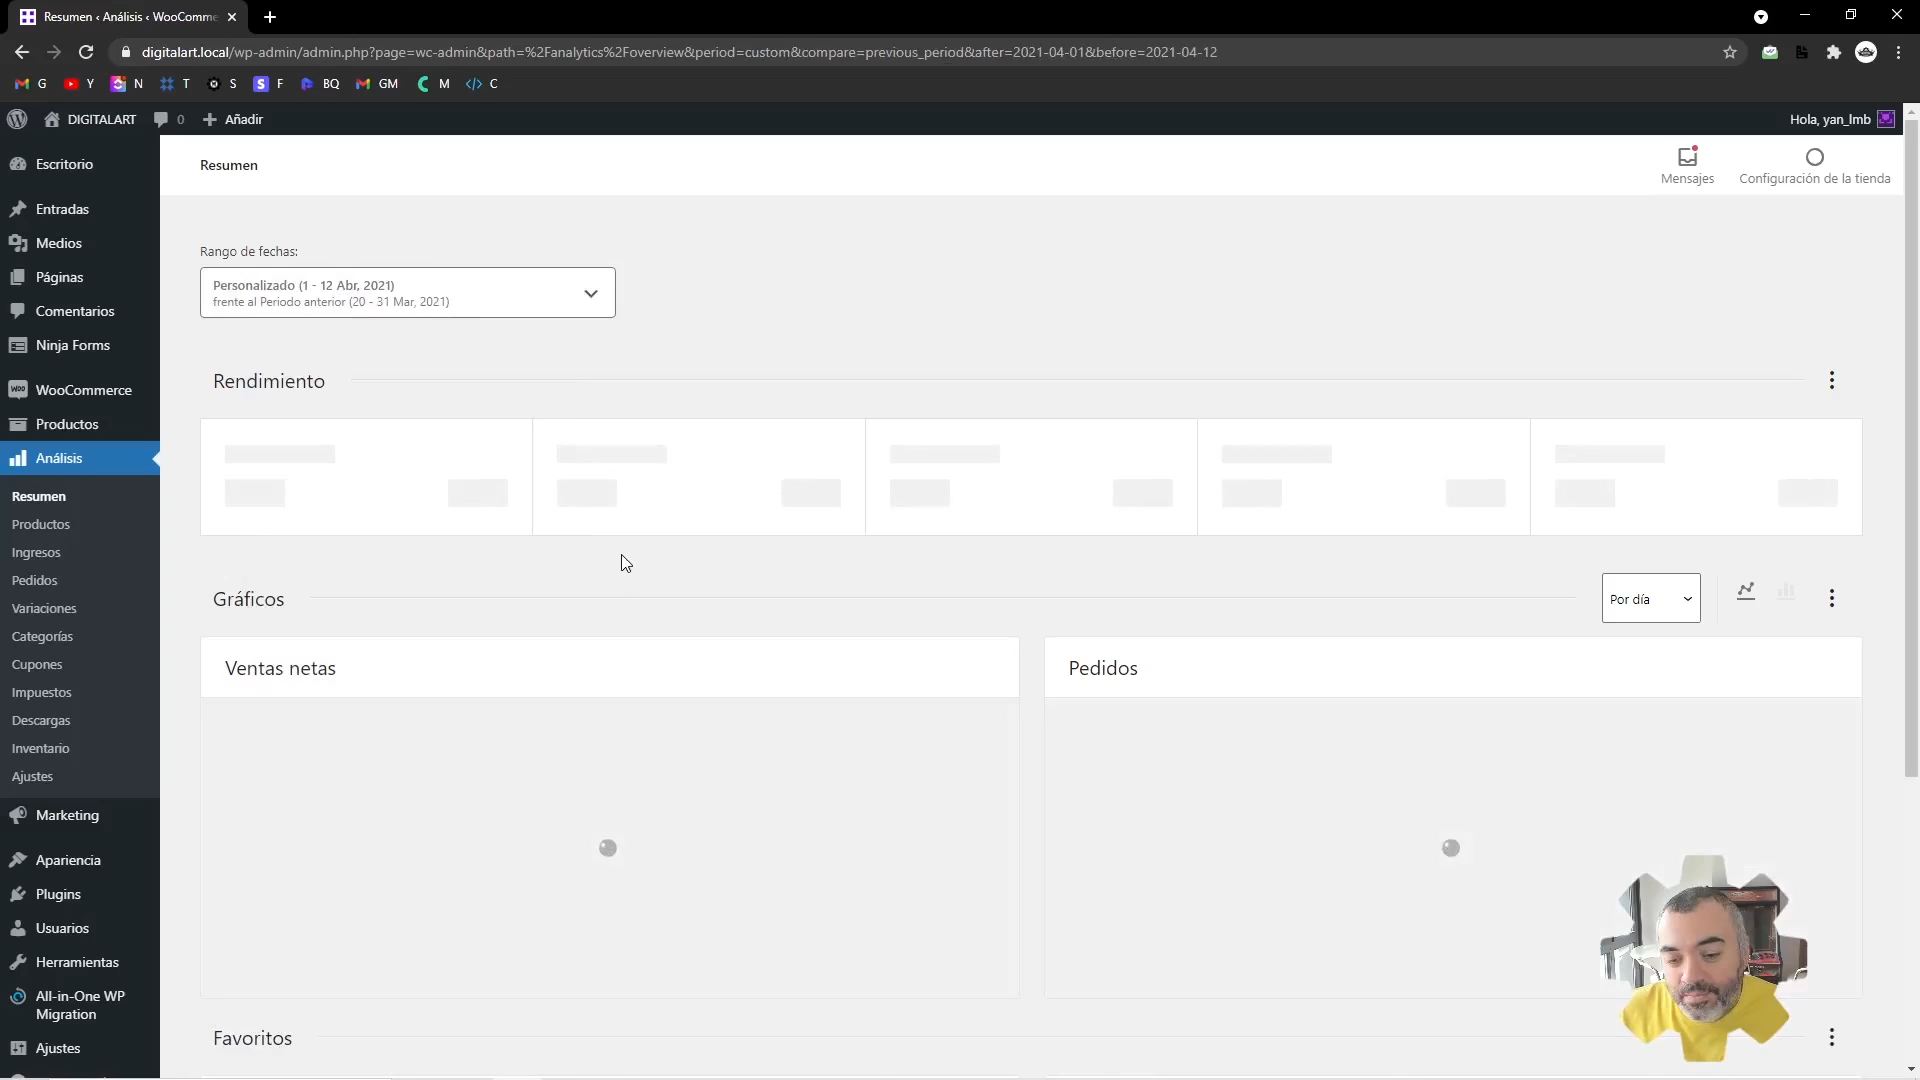 Resumen ‹ Análisis ‹ WooComme
digitalart.local/wp-admin/admin.php?page=wc-admin&path=%2Fanalytics%2Foverview&period=custom&compare=previous_period&after=2021-04-01&before=2021-04-12
G Y N T S F BQ GM M C
DIGITALART 0 Añadir
Hola, yan_lmb
Escritorio
Entradas
Medios
Páginas
Comentarios
Ninja Forms
WooCommerce
Productos
Análisis
Resumen
Productos
Ingresos
Pedidos
Variaciones
Categorías
Cupones
Impuestos
Descargas
Inventario
Ajustes
Marketing
Apariencia
Plugins
Usuarios
Herramientas
All-in-One WP
Migration
Ajustes
Resumen
Mensajes
Configuración de la tienda
Rango de fechas:
Personalizado (1 - 12 Abr, 2021)
frente al Periodo anterior (20 - 31 Mar, 2021)
Rendimiento
Gráficos
Por día
Ventas netas
Pedidos
Favoritos